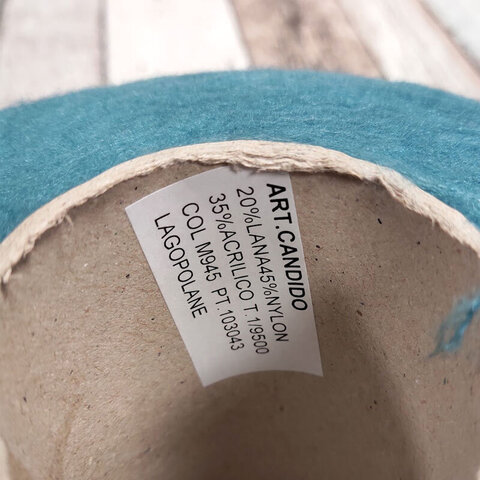 ART.CANDIDO
20%LANA45%NYLON
35%ACRILICO T.1/9500
COL M945 PT.103043
LAGOPOLANE